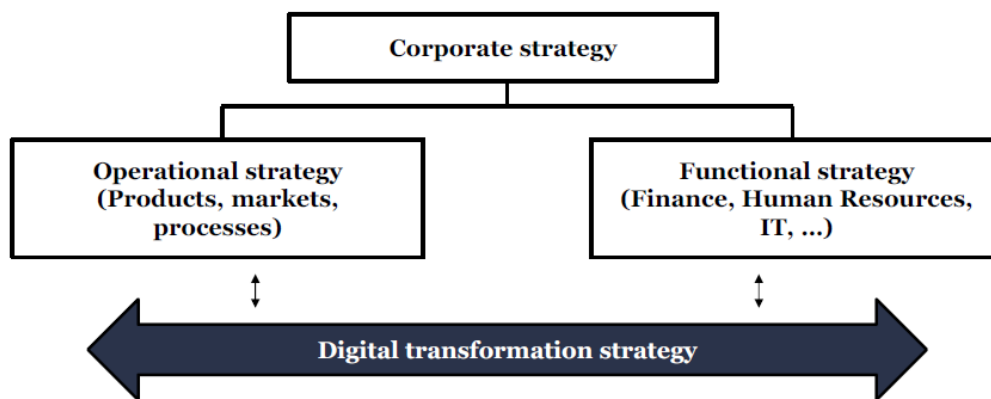 Corporate strategy
Operational strategy
(Products, markets,
processes)
Functional strategy
(Finance, Human Resources,
IT, ...)
Digital transformation strategy